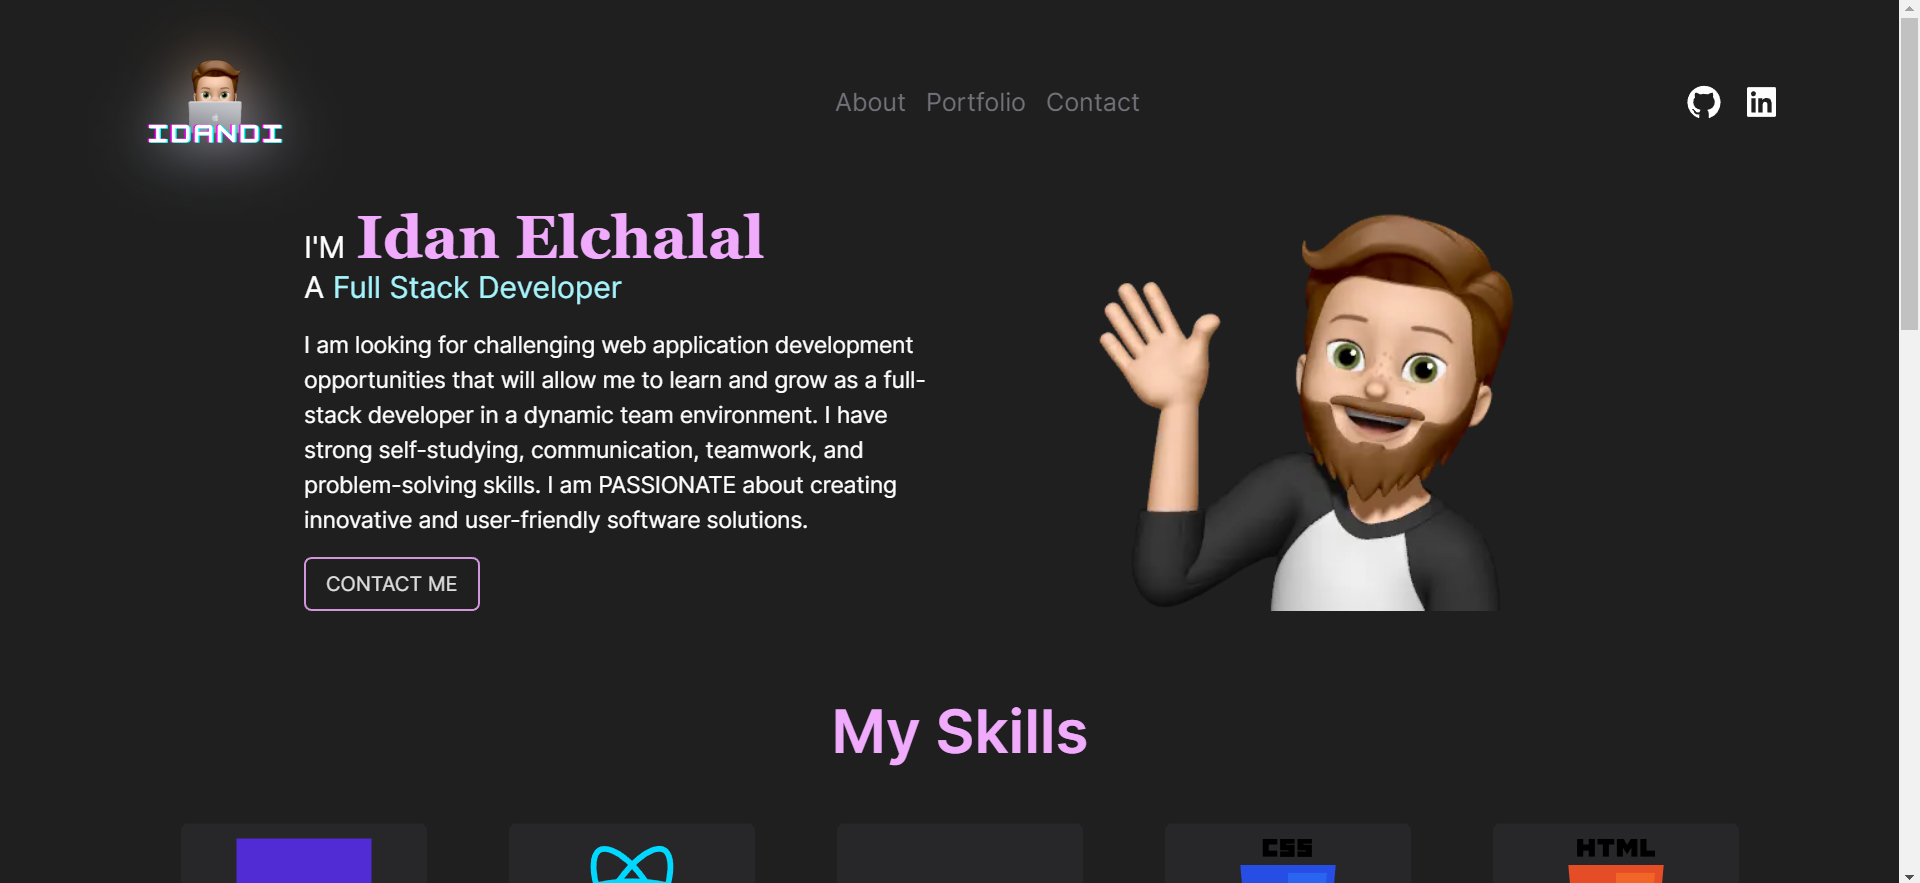 IDANDI
About Portfolio Contact
in
I'M Idan Elchalal
A Full Stack Developer
I am looking for challenging web application development
opportunities that will allow me to learn and grow as a full-
stack developer in a dynamic team environment. I have
strong self-studying, communication, teamwork, and
problem-solving skills. I am PASSIONATE about creating
innovative and user-friendly software solutions.
CONTACT ME
My Skills
CSS HTML